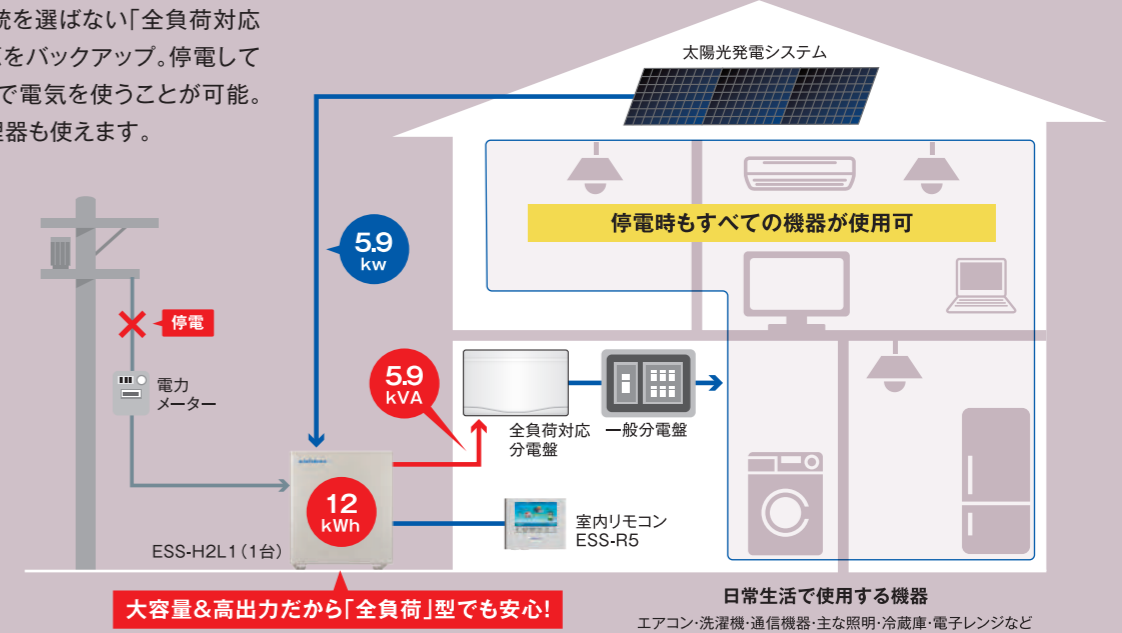 統を選ばない「全負荷対応
をバックアップ。停電して
で電気を使うことが可能。
理器も使えます。
太陽光発電システム
停電時もすべての機器が使用可
5.9
kw
停電
電力
メーター
5.9
kVA
全負荷対応
分電盤
一般分電盤
12
kWh
室内リモコン
ESS-R5
ESS-H2L1(1台)
大容量&高出力だから「全負荷」型でも安心!
日常生活で使用する機器
エアコン・洗濯機・通信機器・主な照明・冷蔵庫・電子レンジなど